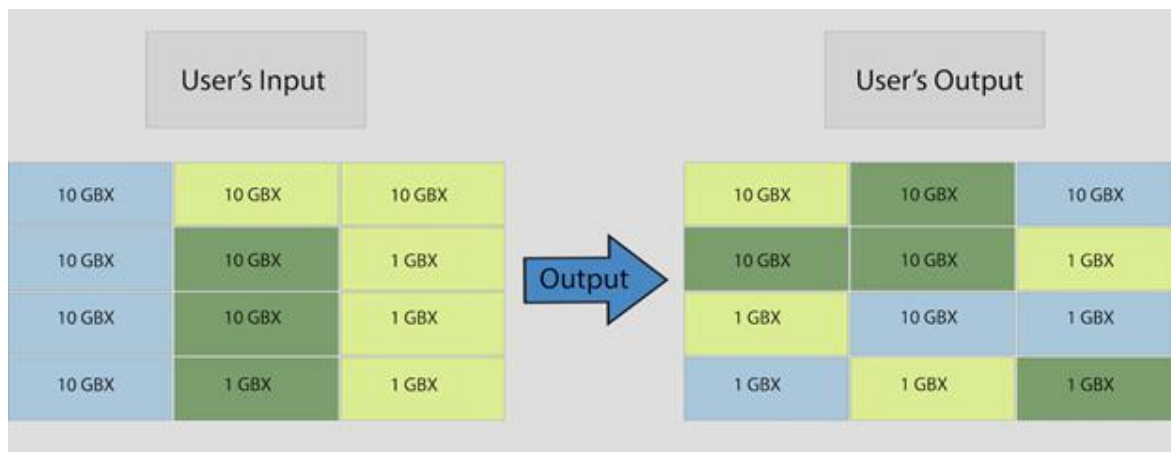 User's Input
User's Output
10 GBX 10 GBX 10 GBX
10 GBX 10 GBX 1 GBX
10 GBX 10 GBX 1 GBX
10 GBX 1 GBX 1 GBX
Output
10 GBX 10 GBX 10 GBX
10 GBX 10 GBX 1 GBX
1 GBX 10 GBX 1 GBX
1 GBX 1 GBX 1 GBX